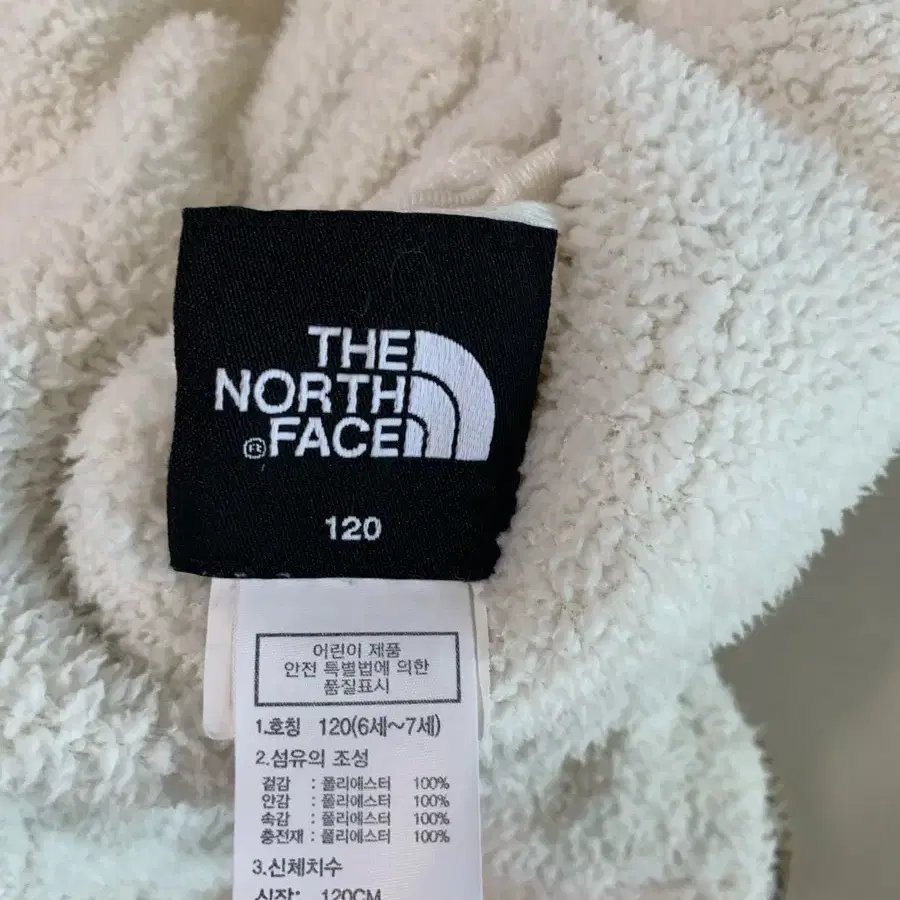 THE
NORTH
FACE
120
어린이 제품
안전 특별법에 의한
품질표시
1.호칭 120(6세~7세)
2.섬유의 조성
겉감 : 폴리에스터 100%
안감 : 폴리에스터 100%
속감 : 폴리에스터 100%
충전재 : 폴리에스터 100%
3.신체치수
신장: 120CM